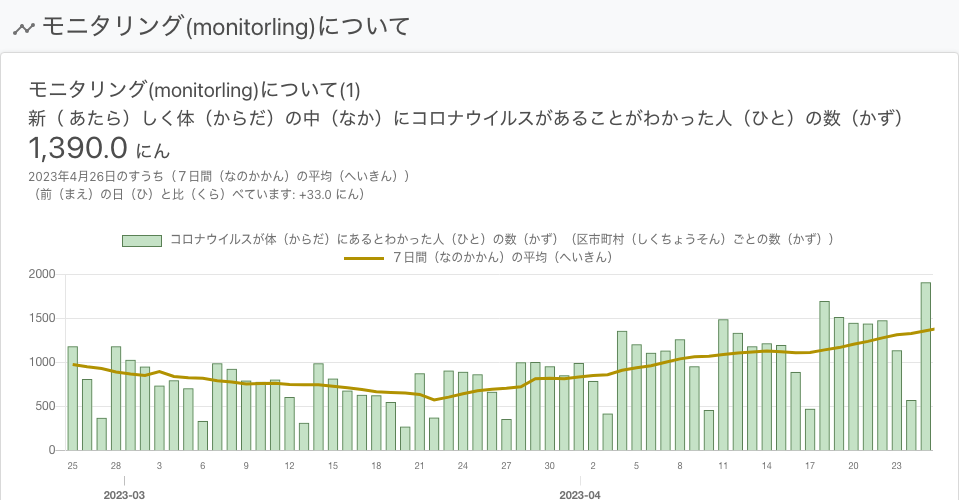 モニタリング(monitorling)について
モニタリング(monitorling)について(1)
新（ あたら）しく体（からだ）の中（なか）にコロナウイルスがあることがわかった人（ひと）の数（かず）
1,390.0 にん
2023年4月26日のすうち（７日間（なのかかん）の平均（へいきん））
（前（まえ）の日（ひ）と比（くら）べています: +33.0 にん）
コロナウイルスが体（からだ）にあるとわかった人（ひと）の数（かず）（区市町村（しくちょうそん）ごとの数（かず））
７日間（なのかかん）の平均（へいきん）
2000
1500
1000
500
0
25 28 3 6 9 12 15 18 21 24 27 30 2 5 8 11 14 17 20 23
2023-03 2023-04